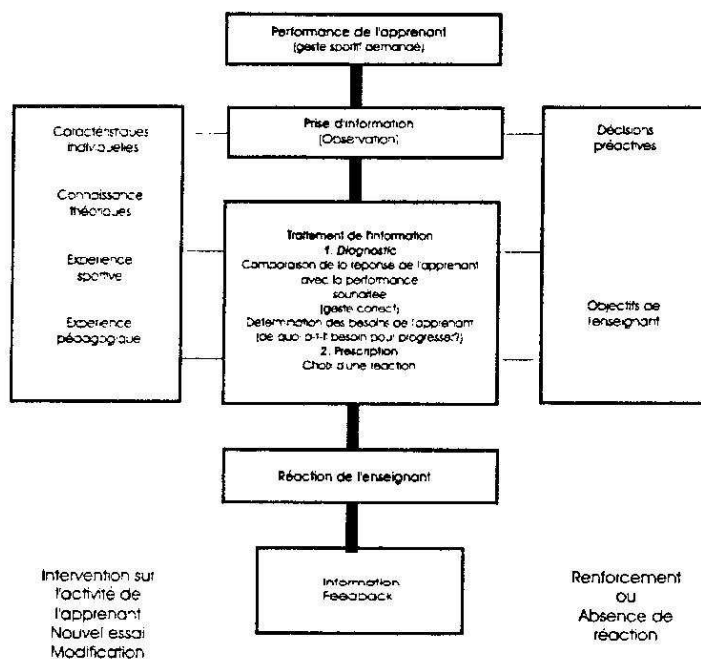 Performance de l'apprenant
(geste sportif demandé)
Prise d'information
(Observation)
Caractéristiques
individuelles
Connaissance
théoriques
Expérience
sportive
Expérience
pédagogique
Traitement de l'information
1. Diagnostic
Comparaison de la réponse de l'apprenant
avec la performance
souhaitée
(geste correct)
Détermination des besoins de l'apprenant
(de quoi a-t-il besoin pour progresser?)
2. Prescription
Choix d'une réaction
Décisions
préactives
Objectifs de
l'enseignant
Réaction de l'enseignant
Information
Feedback
Intervention sur
l'activité de
l'apprenant
Nouvel essai
Modification
Renforcement
ou
Absence de
réaction